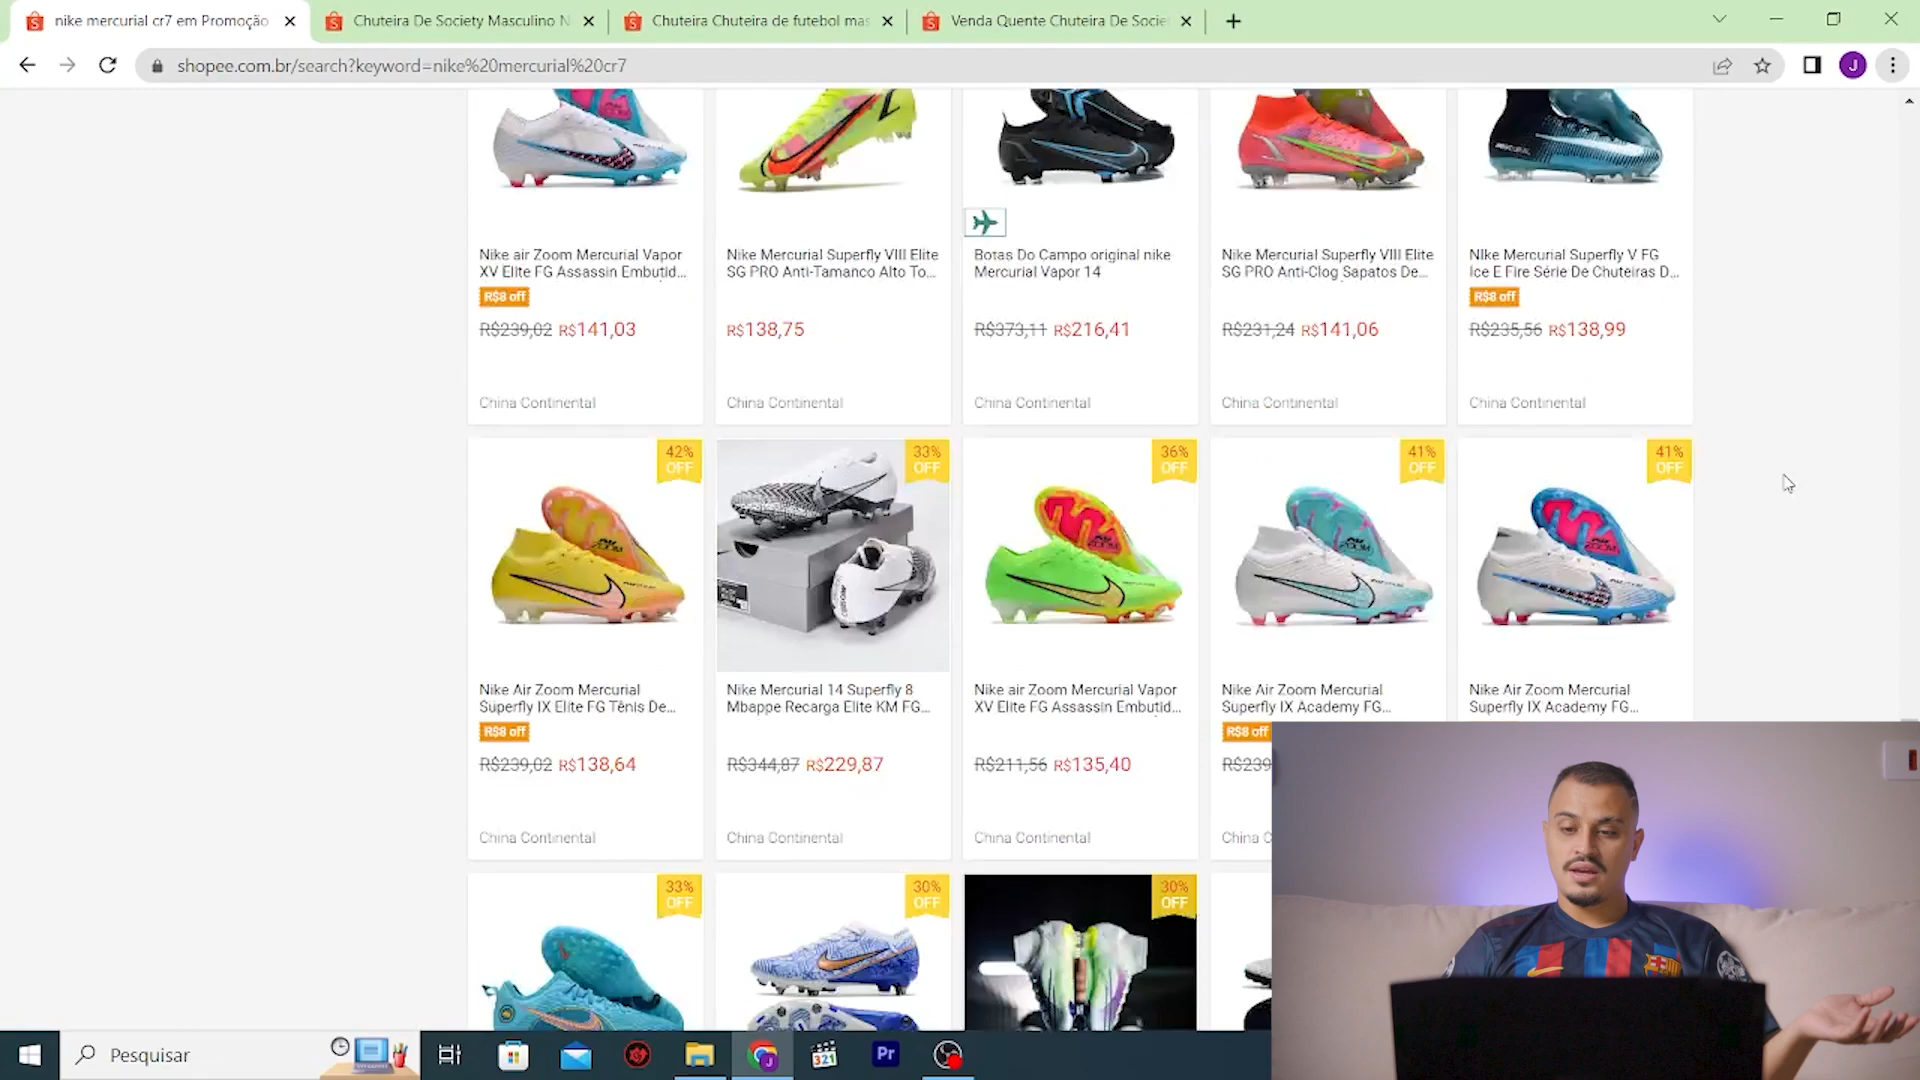 nike mercurial cr7 em Promoção
Chuteira De Society Masculino N
Chuteira Chuteira de futebol mas
Venda Quente Chuteira De Socie
shopee.com.br/search?keyword=nike%20mercurial%20cr7
J
Nike air Zoom Mercurial Vapor
XV Elite FG Assassin Embutid...
R$8 off
R$239,02 R$141,03
China Continental
Nike Mercurial Superfly VIII Elite
SG PRO Anti-Tamanco Alto To...
R$138,75
China Continental
Botas Do Campo original nike
Mercurial Vapor 14
R$373,11 R$216,41
China Continental
Nike Mercurial Superfly VIII Elite
SG PRO Anti-Clog Sapatos De...
R$231,24 R$141,06
China Continental
NIke Mercurial Superfly V FG
Ice E Fire Série De Chuteiras D...
R$8 off
R$235,56 R$138,99
China Continental
42%
OFF
Nike Air Zoom Mercurial
Superfly IX Elite FG Tênis De...
R$8 off
R$239,02 R$138,64
China Continental
33%
OFF
Nike Mercurial 14 Superfly 8
Mbappe Recarga Elite KM FG...
R$344,87 R$229,87
China Continental
36%
OFF
Nike air Zoom Mercurial Vapor
XV Elite FG Assassin Embutid...
R$211,56 R$135,40
China Continental
41%
OFF
Nike Air Zoom Mercurial
Superfly IX Academy FG...
R$8 off
R$239
China C
41%
OFF
Nike Air Zoom Mercurial
Superfly IX Academy FG...
33%
OFF
30%
OFF
30%
OFF
Pesquisar
321
Pr